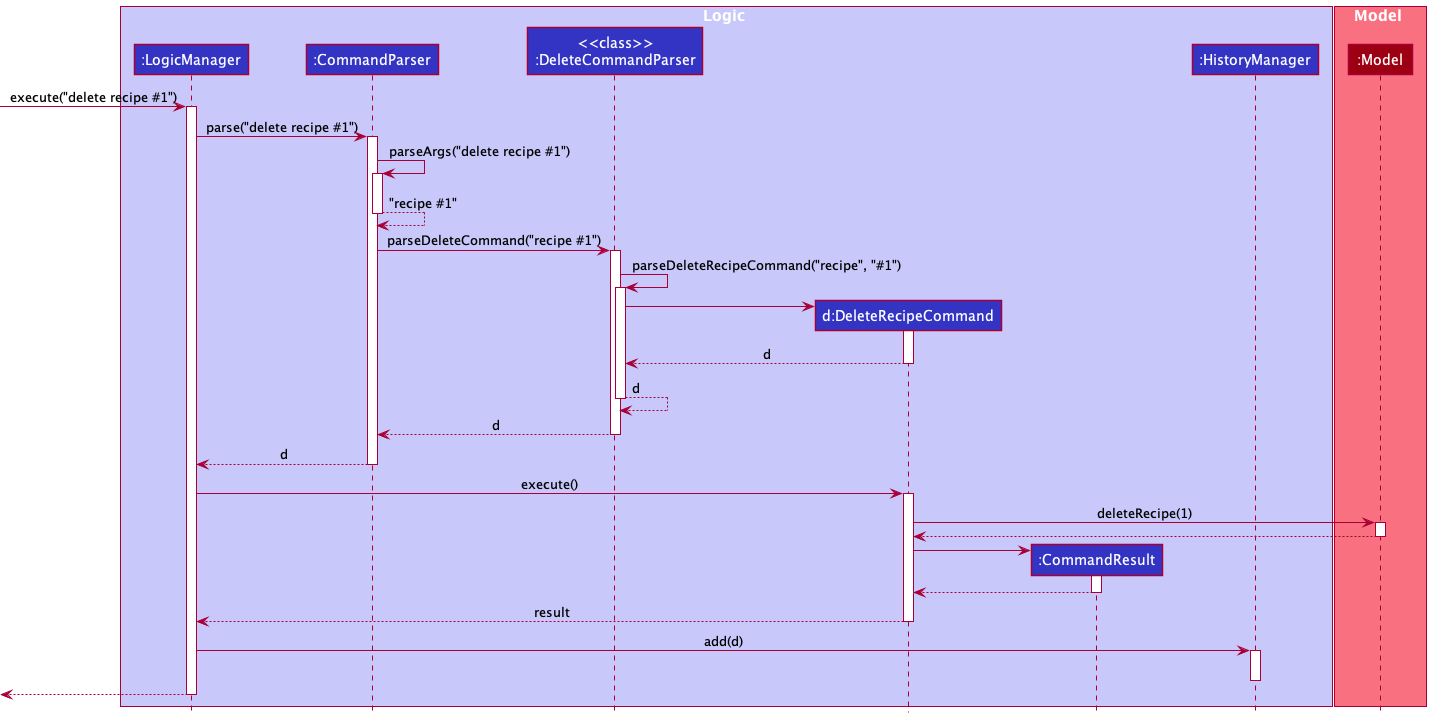 Logic
Model
<<class>>
:LogicManager
:CommandParser
:DeleteCommandParser
:HistoryManager
:Model
execute("delete recipe #1")
parse("delete recipe #1")
parseArgs("delete recipe #1")
"recipe #1"
parseDeleteCommand("recipe #1")
parseDeleteRecipeCommand("recipe", "#1")
d:DeleteRecipeCommand
d
d
d
d
execute()
deleteRecipe(1)
:CommandResult
result
add(d)